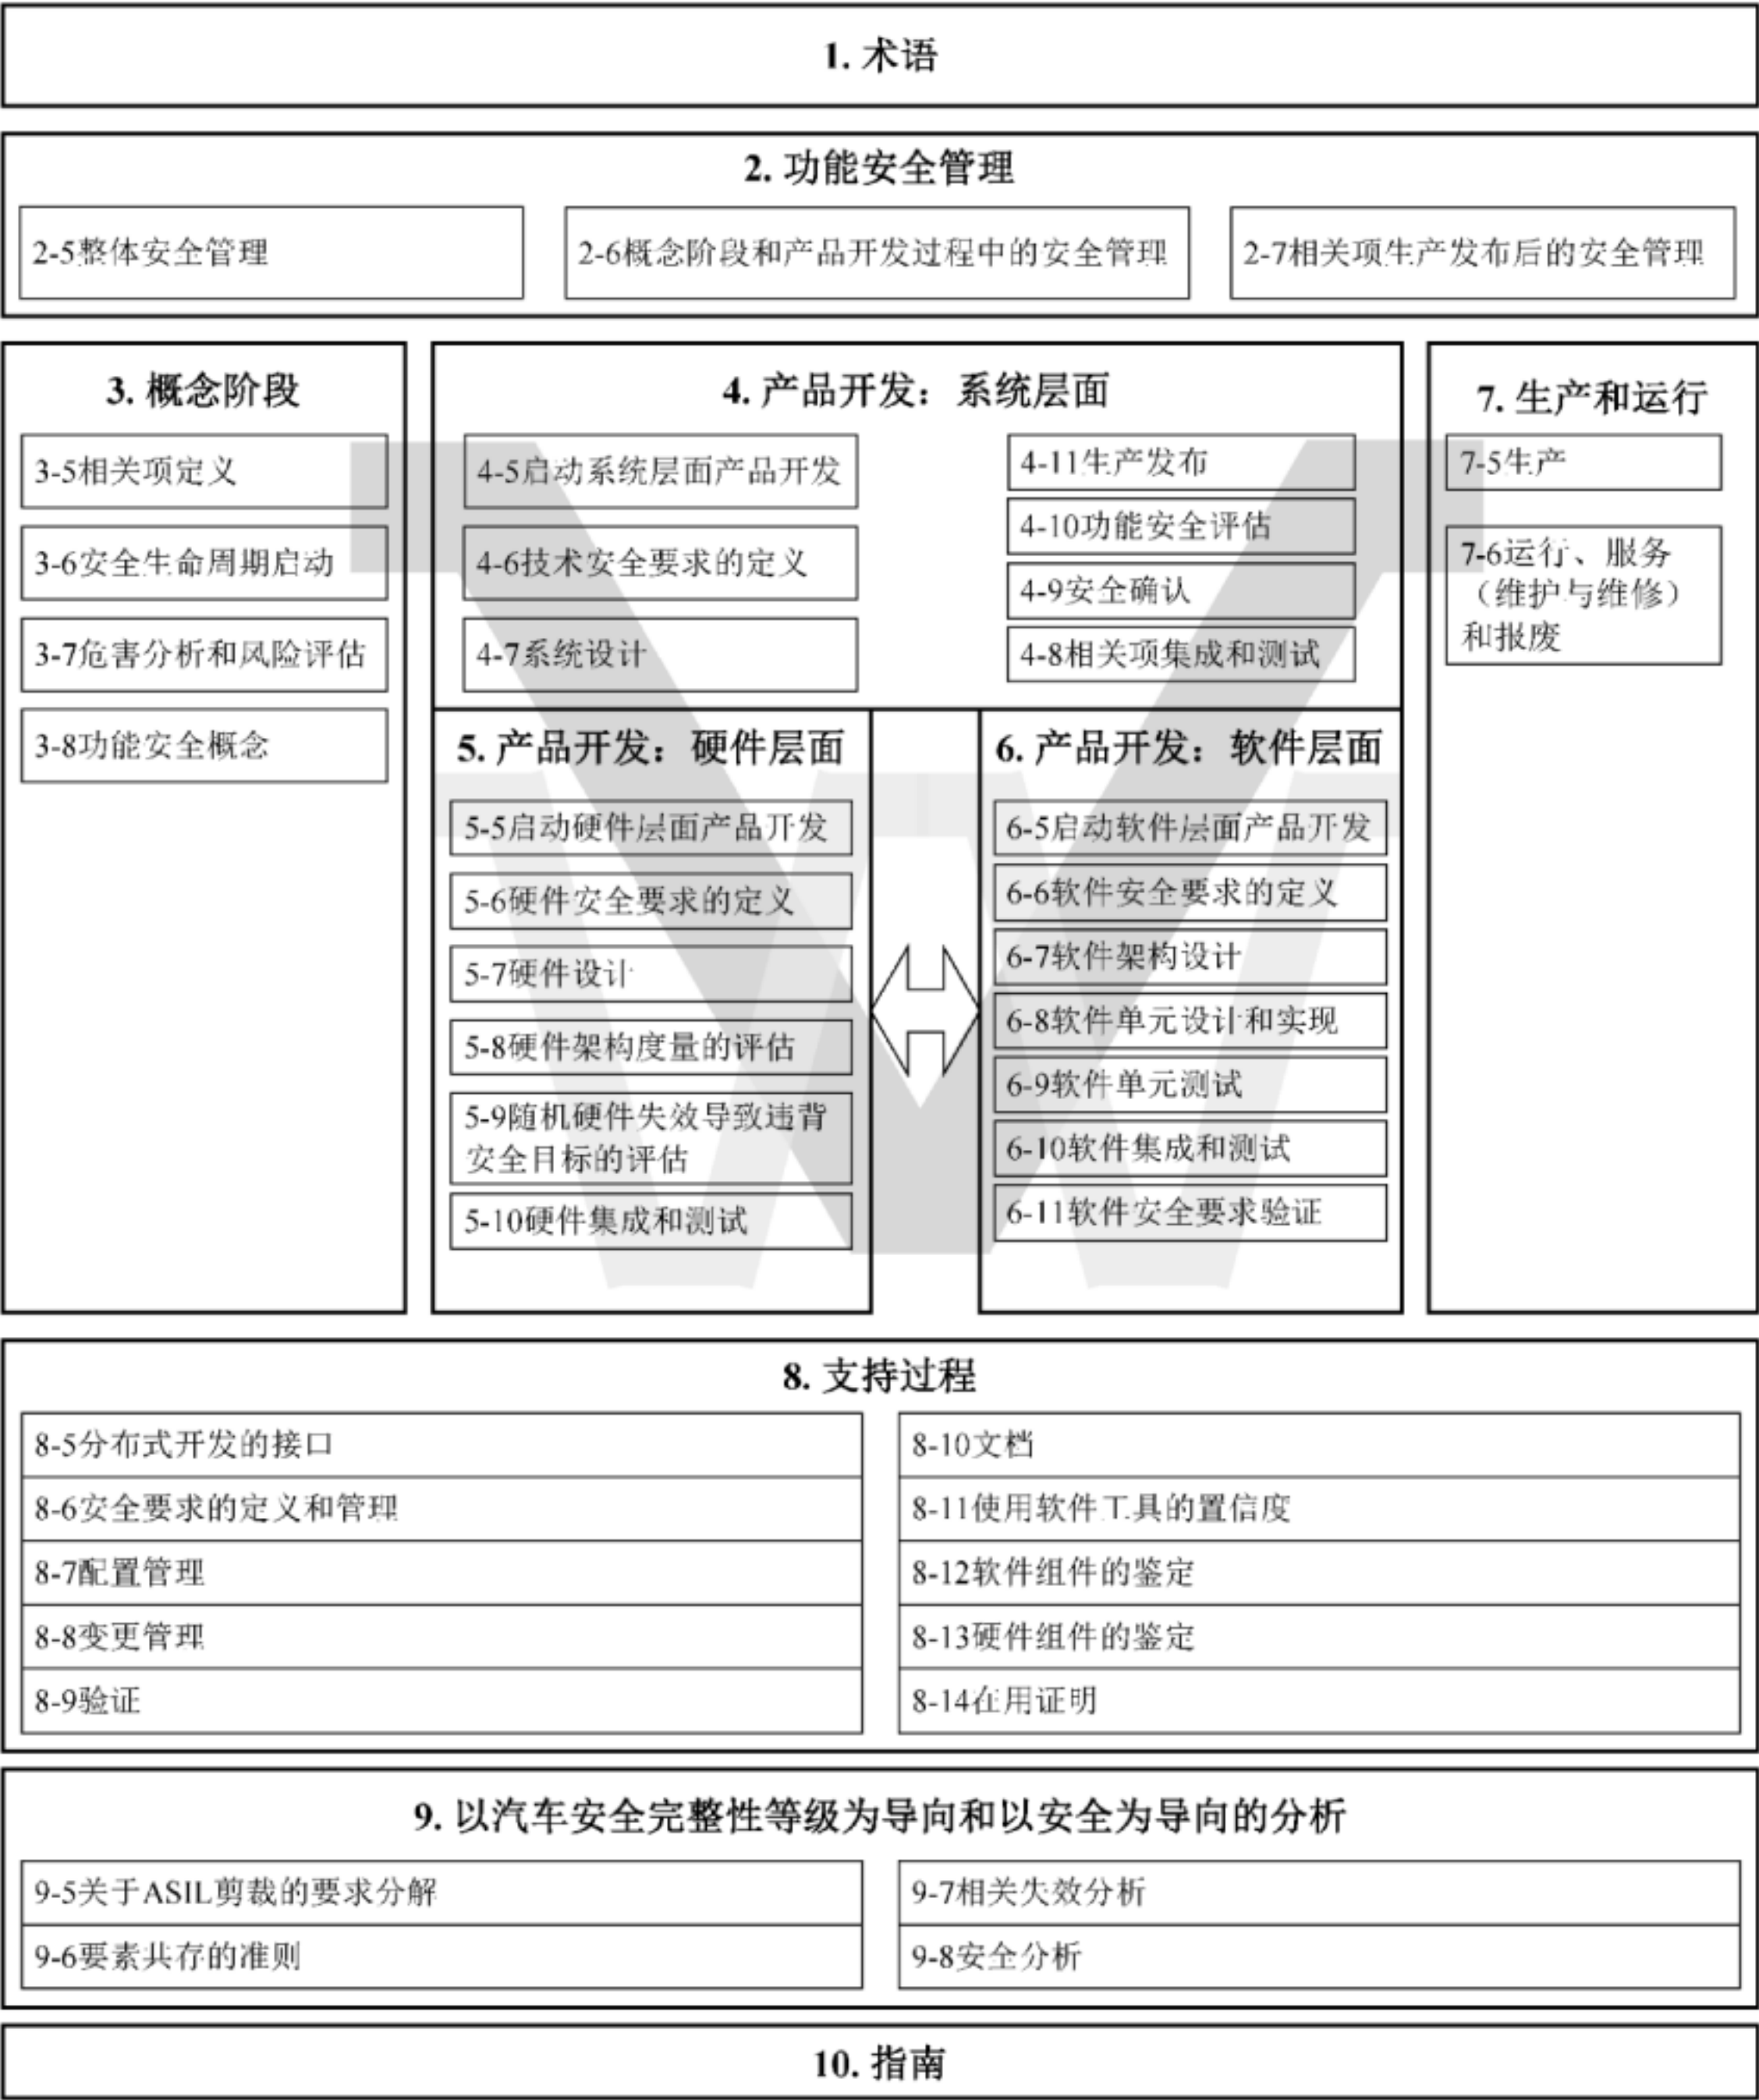 1. 术语
2. 功能安全管理
2-5整体安全管理
2-6概念阶段和产品开发过程中的安全管理
2-7相关项生产发布后的安全管理
3. 概念阶段
3-5相关项定义
3-6安全生命周期启动
3-7危害分析和风险评估
3-8功能安全概念
4. 产品开发：系统层面
4-5启动系统层面产品开发
4-6技术安全要求的定义
4-7系统设计
4-11生产发布
4-10功能安全评估
4-9安全确认
4-8相关项集成和测试
5. 产品开发：硬件层面
5-5启动硬件层面产品开发
5-6硬件安全要求的定义
5-7硬件设计
5-8硬件架构度量的评估
5-9随机硬件失效导致违背
安全目标的评估
5-10硬件集成和测试
6. 产品开发：软件层面
6-5启动软件层面产品开发
6-6软件安全要求的定义
6-7软件架构设计
6-8软件单元设计和实现
6-9软件单元测试
6-10软件集成和测试
6-11软件安全要求验证
7. 生产和运行
7-5生产
7-6运行、服务
（维护与维修）
和报废
8. 支持过程
8-5分布式开发的接口
8-6安全要求的定义和管理
8-7配置管理
8-8变更管理
8-9验证
8-10文档
8-11使用软件工具的置信度
8-12软件组件的鉴定
8-13硬件组件的鉴定
8-14在用证明
9. 以汽车安全完整性等级为导向和以安全为导向的分析
9-5关于ASIL剪裁的要求分解
9-6要素共存的准则
9-7相关失效分析
9-8安全分析
10. 指南